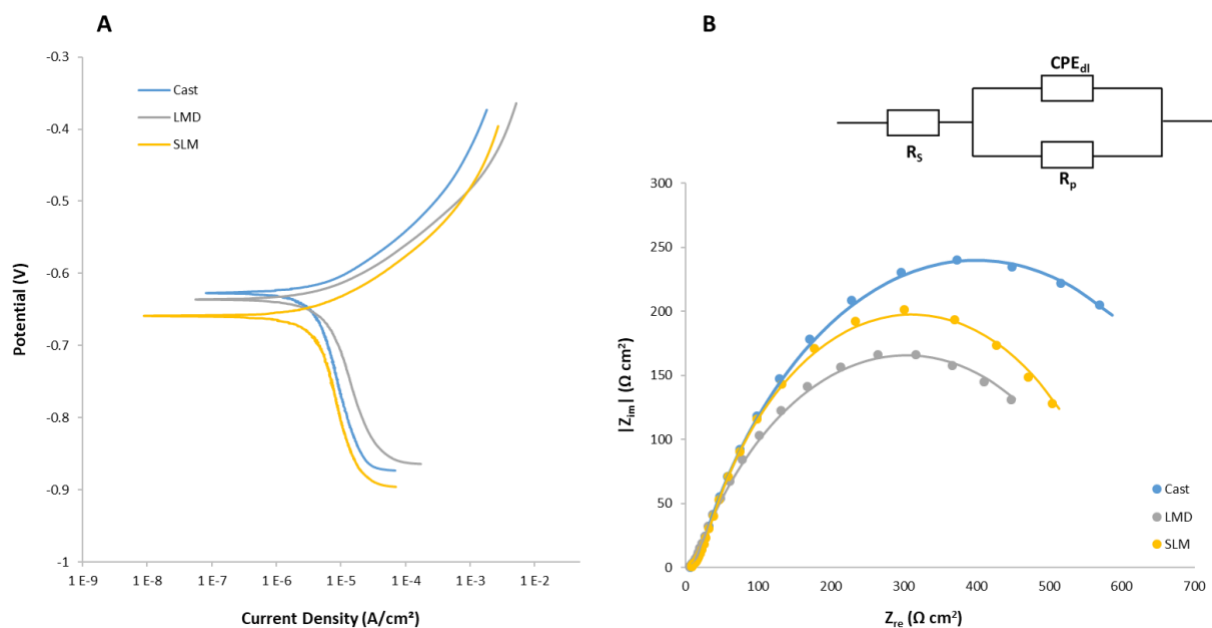 A
-0.3
-0.4
-0.5
-0.6
-0.7
-0.8
-0.9
-1
Potential (V)
Cast
LMD
SLM
1 E-9 1 E-8 1 E-7 1 E-6 1 E-5 1 E-4 1 E-3 1 E-2
Current Density (A/cm²)
B
CPEdl
RS
Rp
300
250
200
150
100
50
0
|Zim| (Ω cm²)
Cast
LMD
SLM
0 100 200 300 400 500 600 700
Zre (Ω cm²)